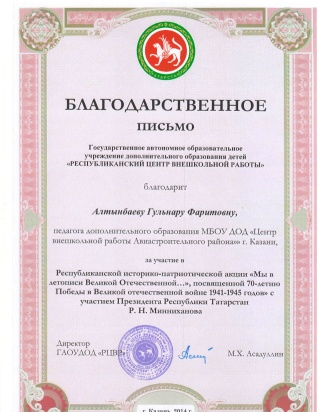 БЛАГОДАРСТВЕННОЕ
ПИСЬМО
Государственное автономное образовательное
учреждение дополнительного образования детей
«РЕСПУБЛИКАНСКИЙ ЦЕНТР ВНЕШКОЛЬНОЙ РАБОТЫ»
благодарит
Алтынбаеву Гульнару Фаритовну,
педагога дополнительного образования МБОУ ДОД «Центр
внешкольной работы Авиастроительного района» г. Казани,
за участие в
Республиканской историко-патриотической акции «Мы в
летописи Великой Отечественной...», посвященной 70-летию
Победы в Великой отечественной войне 1941-1945 годов» с
участием Президента Республики Татарстан
Р. Н. Минниханова
Директор
ГАОУДОД «РЦВР»
М.Х. Асадуллин
г. Казань, 2014 г.